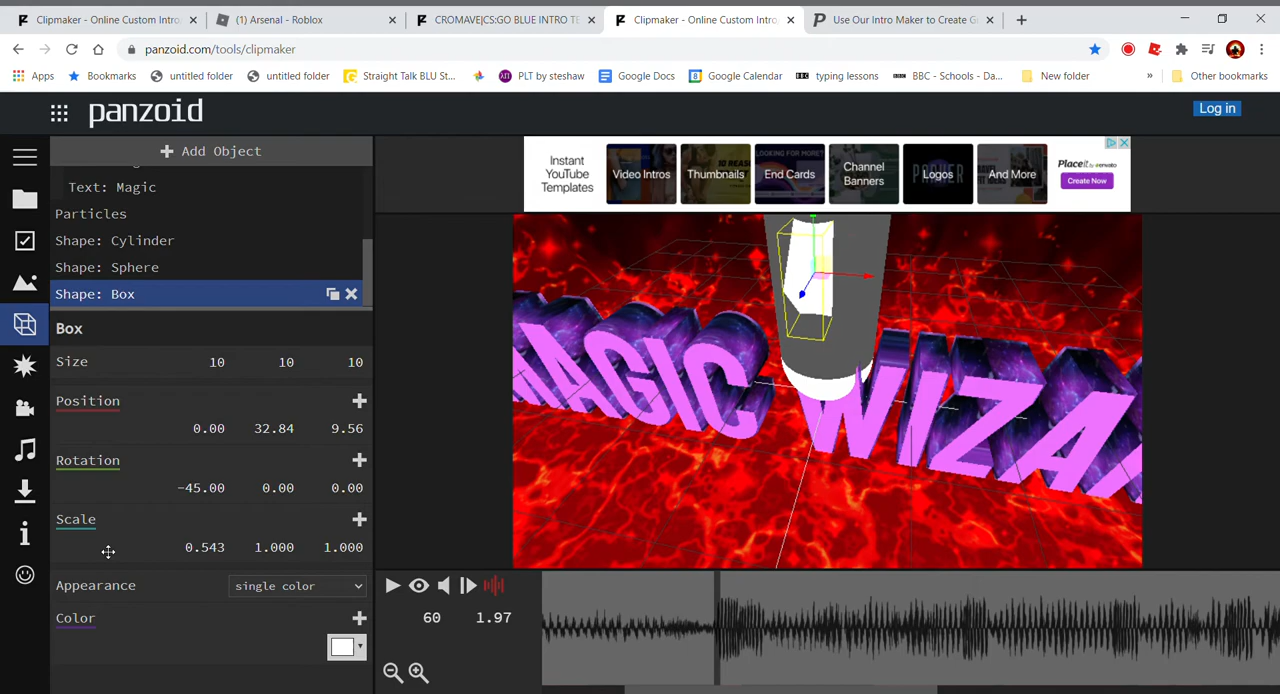 Clipmaker - Online Custom Intro
Arsenal - Roblox
CROMAVE|CS:GO BLUE INTRO TE
Clipmaker - Online Custom Intro
Use Our Intro Maker to Create G
panzoid.com/tools/clipmaker
Apps
Bookmarks
untitled folder
untitled folder
Straight Talk BLU St...
PLT by steshaw
Google Docs
Google Calendar
typing lessons
BBC - Schools - Da...
New folder
»
Other bookmarks
panzoid
Log in
+ Add Object
Text: Magic
Particles
Shape: Cylinder
Shape: Sphere
Shape: Box
Box
Size 10 10 10
Position
0.00 32.84 9.56
Rotation
-45.00 0.00 0.00
Scale
0.543 1.000 1.000
Appearance single color
Color
Instant
YouTube
Templates
Video Intros
LOOKING FOR MORE?
Thumbnails
End Cards
Channel
Banners
Logos
And More
Placeit by envato
Create Now
MAGIC
WIZA
60 1.97